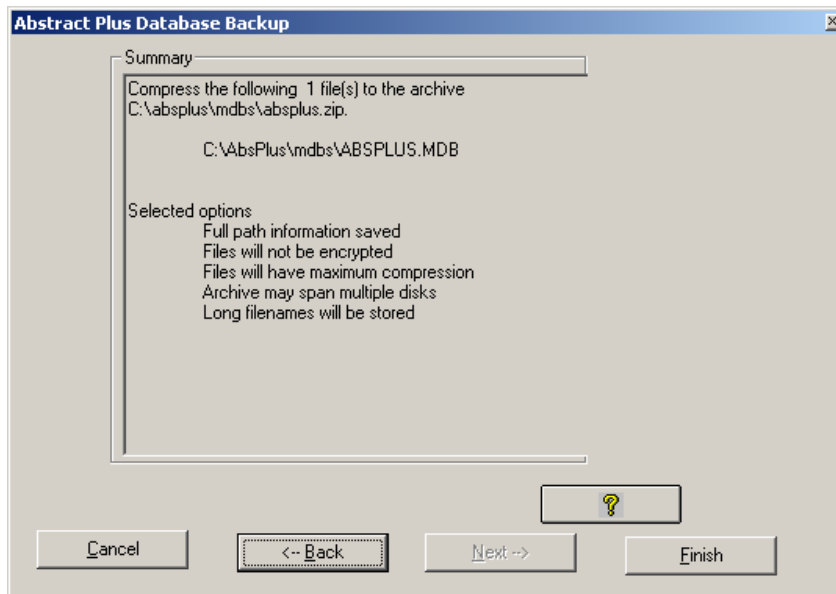 Abstract Plus Database Backup
Summary
Compress the following 1 file(s) to the archive
C:\absplus\mdbs\absplus.zip.
C:\AbsPlus\mdbs\ABSPLUS.MDB
Selected options
Full path information saved
Files will not be encrypted
Files will have maximum compression
Archive may span multiple disks
Long filenames will be stored
?
Cancel
<-- Back
Next -->
Finish